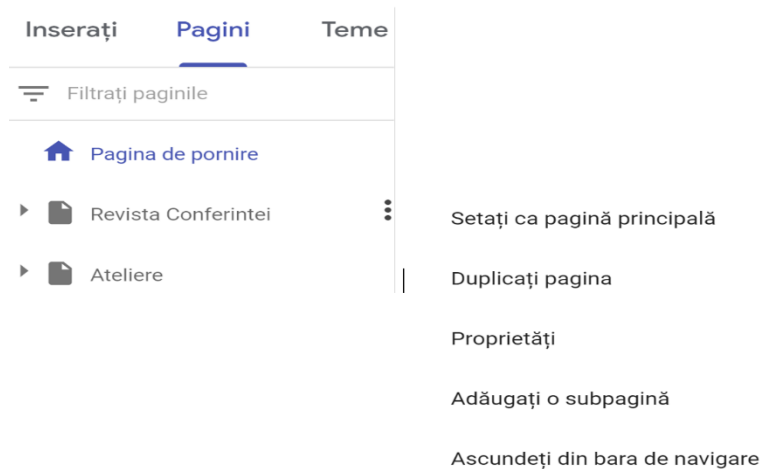 Inserați Pagini Teme
Filtrați paginile
Pagina de pornire
Revista Conferintei
Ateliere
Setați ca pagină principală
Duplicați pagina
Proprietăți
Adăugați o subpagină
Ascundeți din bara de navigare